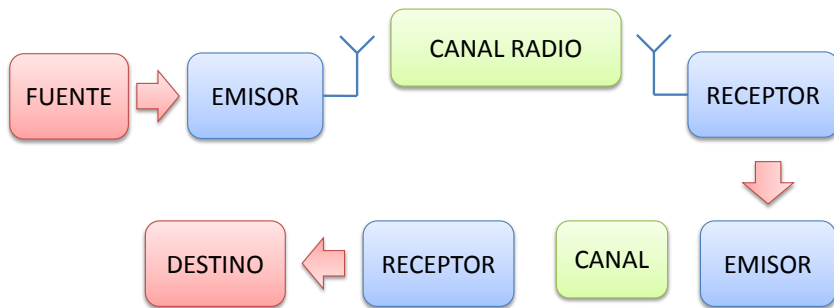 CANAL RADIO
FUENTE
EMISOR
RECEPTOR
DESTINO
RECEPTOR
CANAL
EMISOR